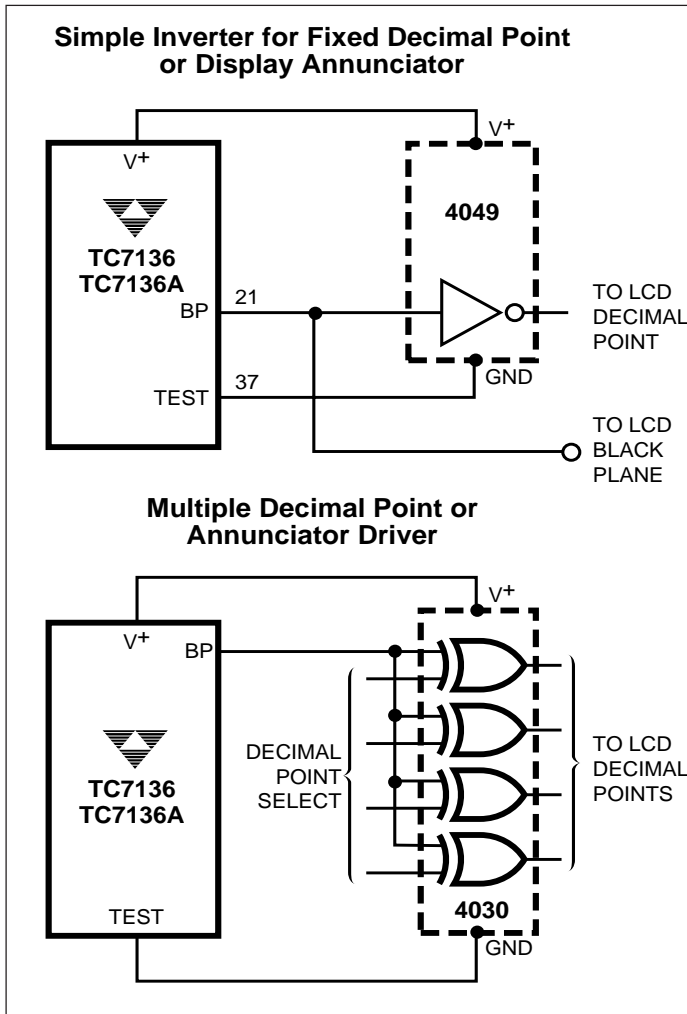 Simple Inverter for Fixed Decimal Point
or Display Annunciator
V+
V+
4049
TC7136
TC7136A
BP
21
TO LCD
DECIMAL
POINT
GND
TEST
37
TO LCD
BLACK
PLANE
Multiple Decimal Point or
Annunciator Driver
V+
V+
BP
DECIMAL
POINT
SELECT
TO LCD
DECIMAL
POINTS
TC7136
TC7136A
4030
TEST
GND